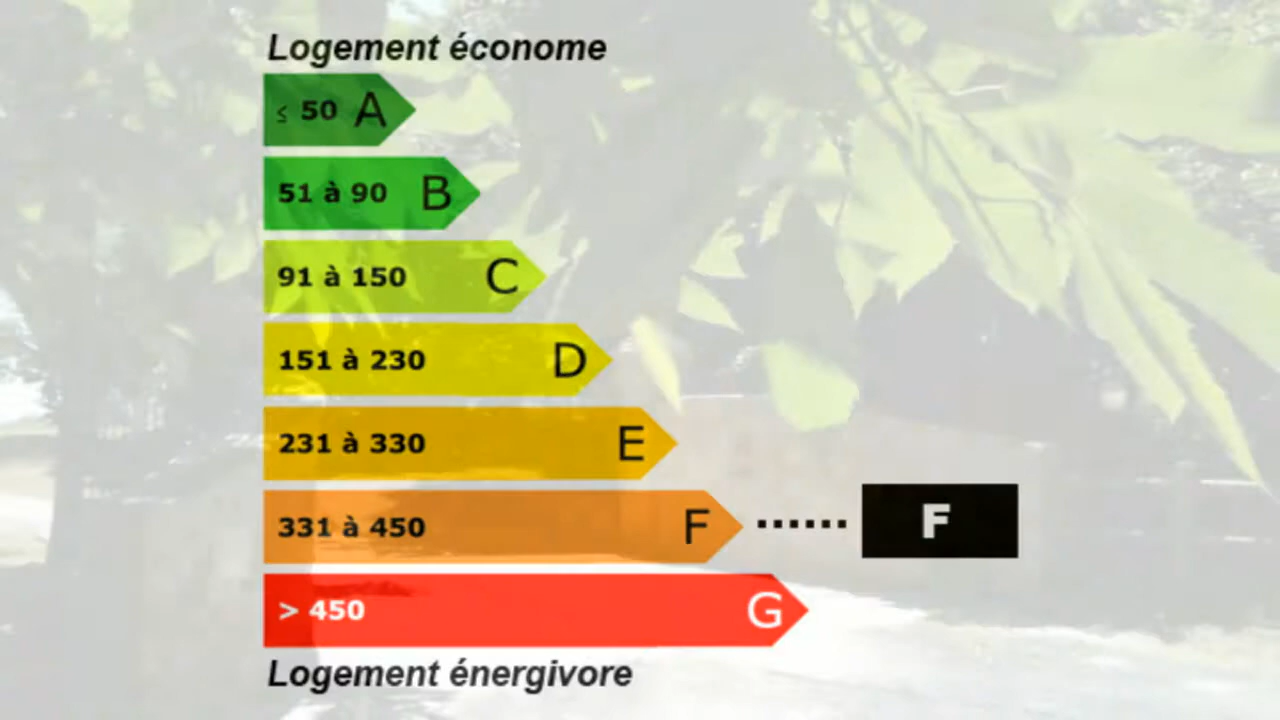 Logement économe
≤ 50 A
51 à 90 B
91 à 150 C
151 à 230 D
231 à 330 E
331 à 450 F ...... F
> 450 G
Logement énergivore